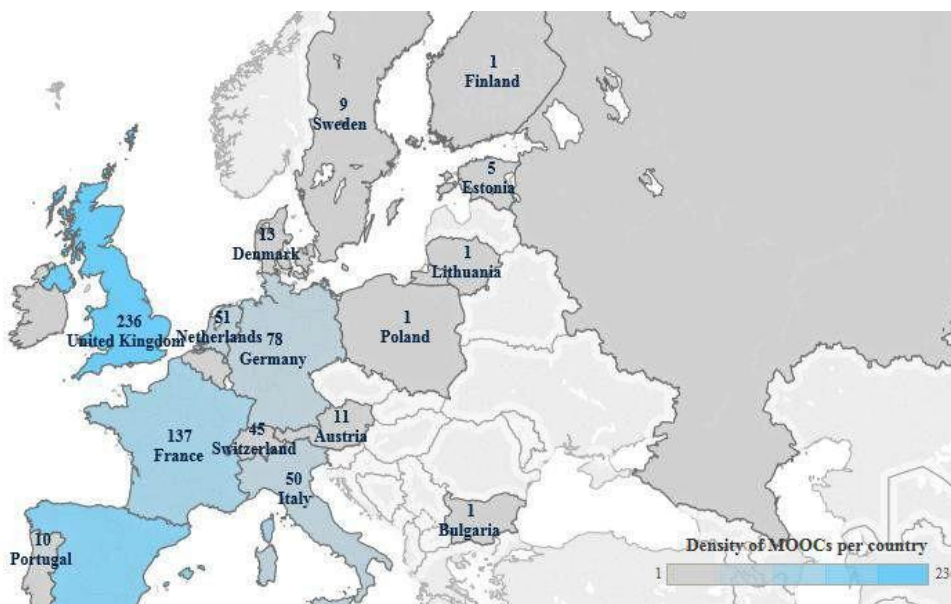 1
Finland
9
Sweden
5
Estonia
13
Denmark
1
Lithuania
236
United Kingdom
51
Netherlands
78
Germany
1
Poland
137
France
45
Switzerland
11
Austria
50
Italy
1
Bulgaria
10
Portugal
Density of MOOCs per country
1
23